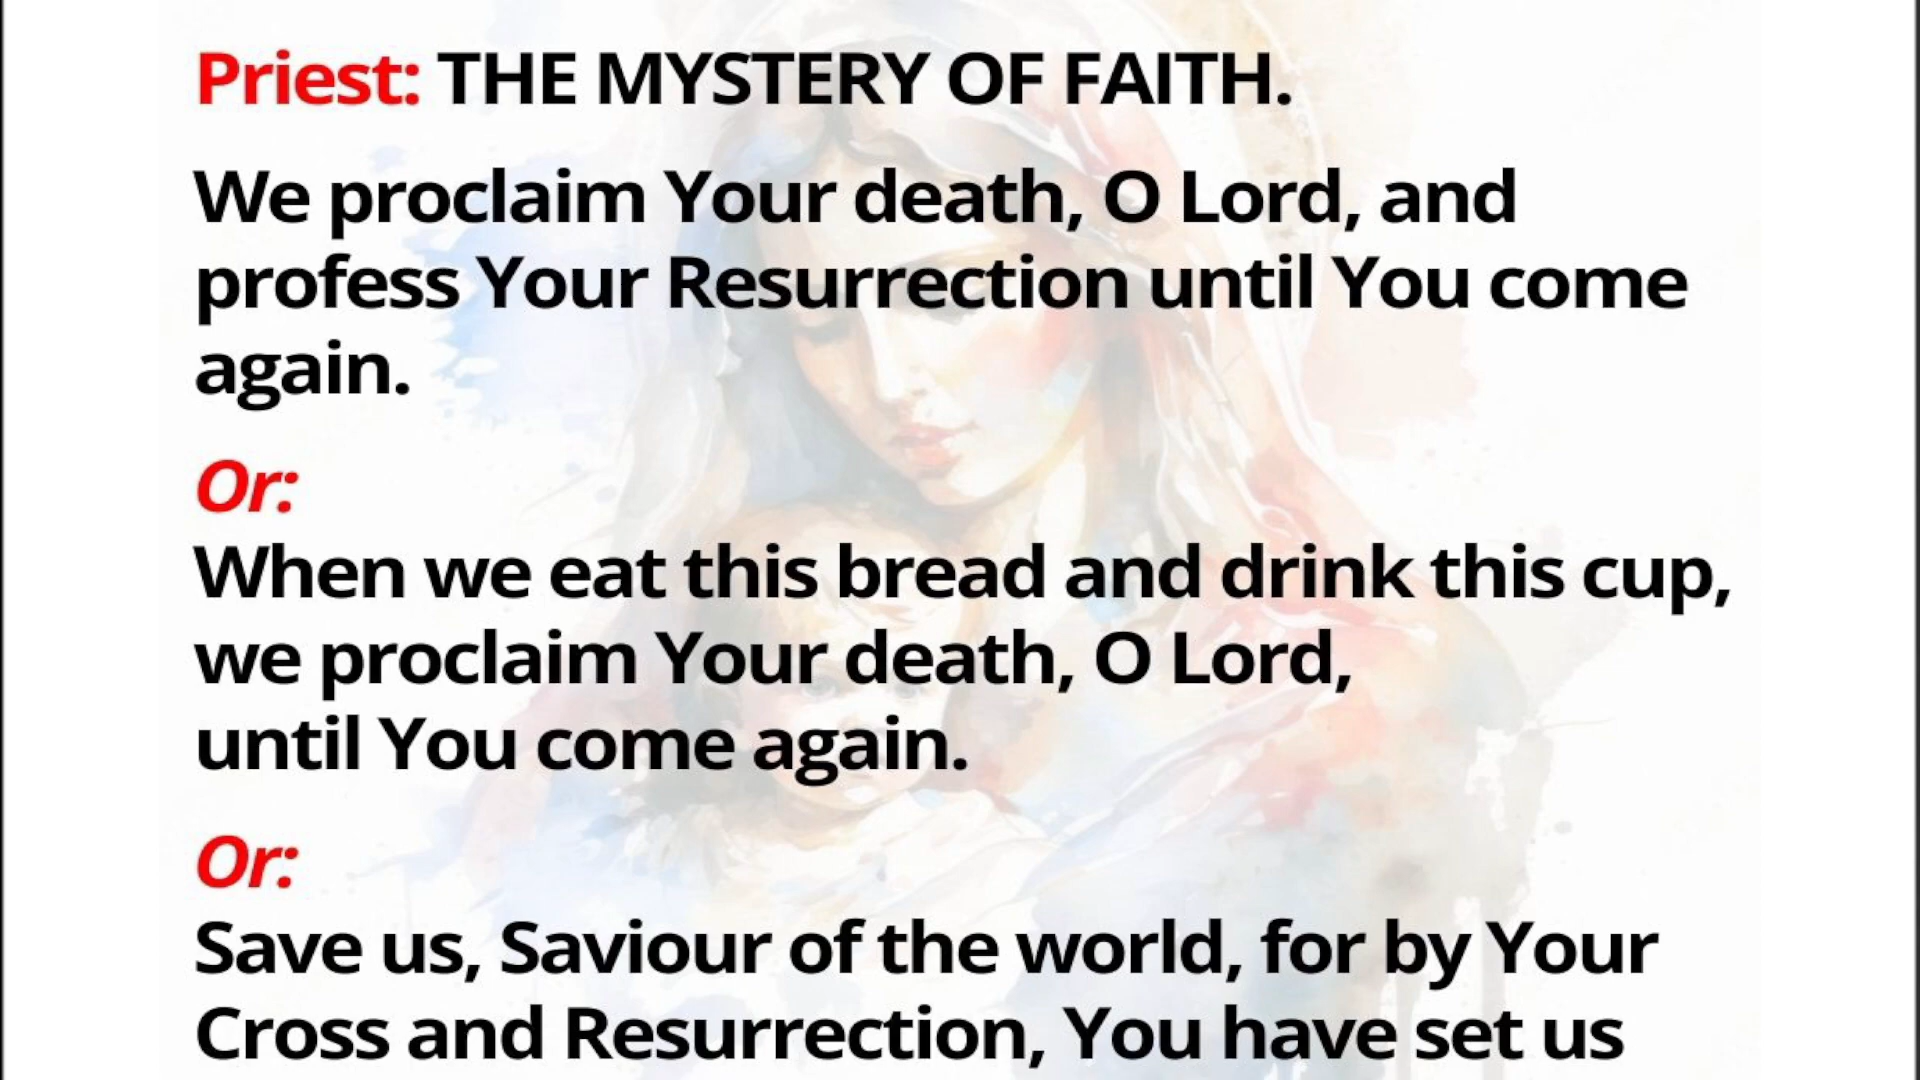 Priest: THE MYSTERY OF FAITH.
We proclaim Your death, O Lord, and
profess Your Resurrection until You come
again.
Or:
When we eat this bread and drink this cup,
we proclaim Your death, O Lord,
until You come again.
Or:
Save us, Saviour of the world, for by Your
Cross and Resurrection, You have set us